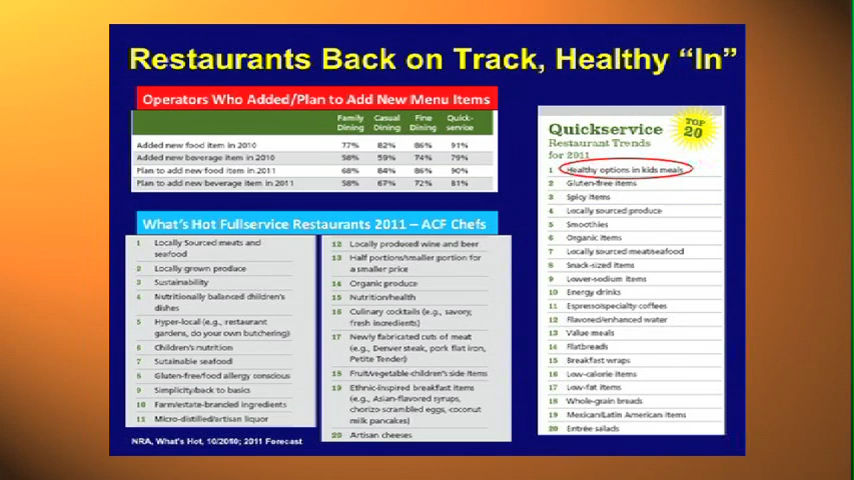 Restaurants Back on Track, Healthy “In”
Operators Who Added/Plan to Add New Menu Items
Family Dining Casual Dining Fine Dining Quick-service
Added new food item in 2010 77% 82% 86% 91%
Added new beverage item in 2010 58% 59% 74% 79%
Plan to add new food item in 2011 68% 84% 86% 90%
Plan to add new beverage item in 2011 58% 67% 72% 81%
What's Hot Fullservice Restaurants 2011 – ACF Chefs
1 Locally Sourced meats and
seafood
2 Locally grown produce
3 Sustainability
4 Nutritionally balanced children's
dishes
5 Hyper-local (e.g., restaurant
gardens, do your own butchering)
6 Children's nutrition
7 Sutainable seafood
8 Gluten-free/food allergy conscious
9 Simplicity/back to basics
10 Farm/estate-branded ingredients
11 Micro-distilled/artisan liquor
12 Locally produced wine and beer
13 Half portions/smaller portion for
a smaller price
14 Organic produce
15 Nutrition/health
16 Culinary cocktails (e.g., savory,
fresh ingredients)
17 Newly fabricated cuts of meat
(e.g., Denver steak, pork flat iron,
Petite Tender)
18 Fruit/vegetable children's side items
19 Ethnic-inspired breakfast items
(e.g., Asian-flavored syrups,
chorizo scrambled eggs, coconut
milk pancakes)
20 Artisan cheeses
NRA, What's Hot, 10/2010; 2011 Forecast
TOP
20
Quickservice
Restaurant Trends
for 2011
1 Healthy options in kids meals
2 Gluten-free items
3 Spicy items
4 Locally sourced produce
5 Smoothies
6 Organic items
7 Locally sourced meat/seafood
8 Snack-sized items
9 Lower-sodium items
10 Energy drinks
11 Espresso/specialty coffees
12 Flavored/enhanced water
13 Value meals
14 Flatbreads
15 Breakfast wraps
16 Low-calorie items
17 Low-fat items
18 Whole-grain breads
19 Mexican/Latin American items
20 Entrée salads